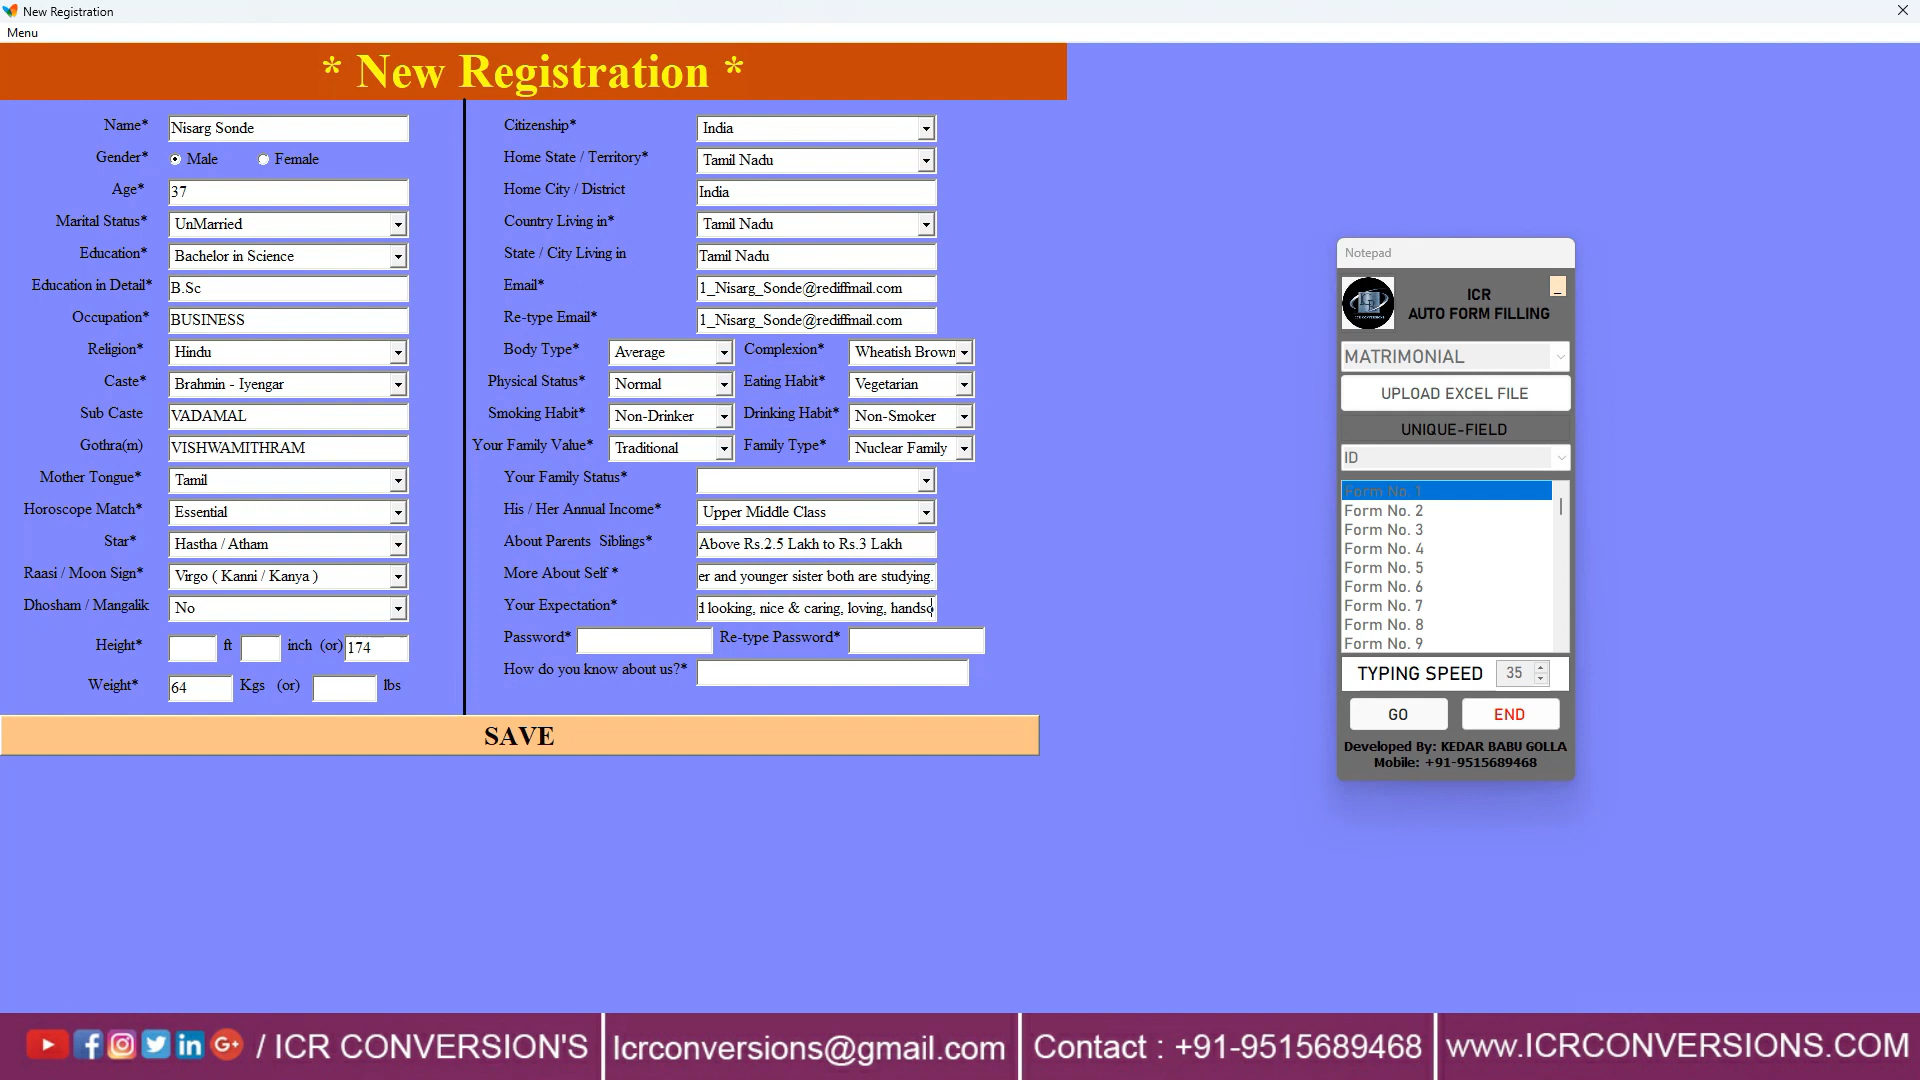 New Registration
Menu
* New Registration *
Name* Nisarg Sonde
Gender* Male Female
Age* 37
Marital Status* UnMarried
Education* Bachelor in Science
Education in Detail* B.Sc
Occupation* BUSINESS
Religion* Hindu
Caste* Brahmin - Iyengar
Sub Caste VADAMAL
Gothra(m) VISHWAMITHRAM
Mother Tongue* Tamil
Horoscope Match* Essential
Star* Hastha / Atham
Raasi / Moon Sign* Virgo ( Kanni / Kanya )
Dhosham / Mangalik No
Height* ft inch (or) 174
Weight* 64 Kgs (or) lbs
Citizenship* India
Home State / Territory* Tamil Nadu
Home City / District India
Country Living in* Tamil Nadu
State / City Living in Tamil Nadu
Email* 1_Nisarg_Sonde@rediffmail.com
Re-type Email* 1_Nisarg_Sonde@rediffmail.com
Body Type* Average Complexion* Wheatish Brown
Physical Status* Normal Eating Habit* Vegetarian
Smoking Habit* Non-Drinker Drinking Habit* Non-Smoker
Your Family Value* Traditional Family Type* Nuclear Family
Your Family Status*
His / Her Annual Income* Upper Middle Class
About Parents Siblings* Above Rs.2.5 Lakh to Rs.3 Lakh
More About Self * er and younger sister both are studying.
Your Expectation* d looking, nice & caring, loving, handso
Password* Re-type Password*
How do you know about us?*
SAVE
Notepad
_
ICR
AUTO FORM FILLING
MATRIMONIAL
UPLOAD EXCEL FILE
UNIQUE-FIELD
ID
Form No. 1
Form No. 2
Form No. 3
Form No. 4
Form No. 5
Form No. 6
Form No. 7
Form No. 8
Form No. 9
TYPING SPEED 35
GO END
Developed By: KEDAR BABU GOLLA
Mobile: +91-9515689468
/ ICR CONVERSION'S
Icrconversions@gmail.com
Contact : +91-9515689468
www.ICRCONVERSIONS.COM